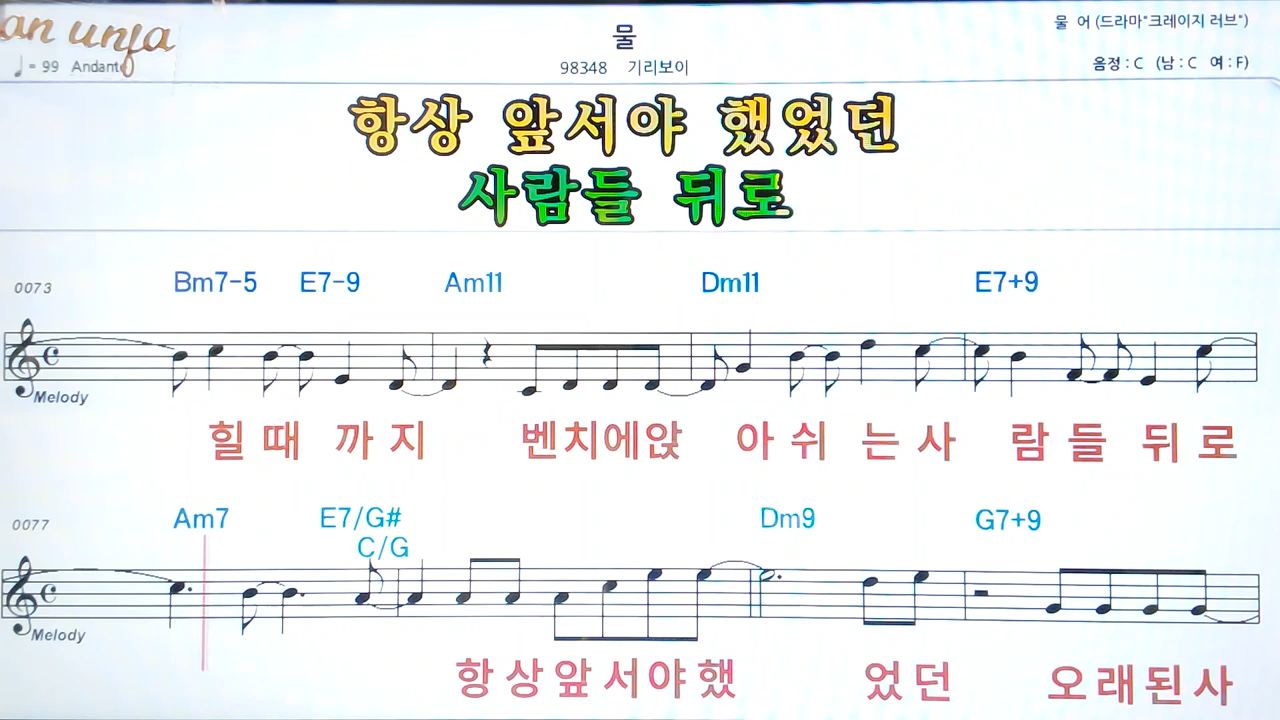 an unfa
물
물 어 (드라마"크레이지 러브")
♩ = 99 Andante
98348 기리보이
음정 : C (남 : C 여 : F)
항상 앞서야 했었던
사람들 뒤로
0073 Bm7-5 E7-9 Am11 Dm11 E7+9
Melody
힐 때 까 지 벤치에앉 아 쉬 는 사 람 들 뒤 로
0077 Am7 E7/G# Dm9 G7+9
C/G
Melody
항 상 앞 서 야 했 었 던 오 래 된 사